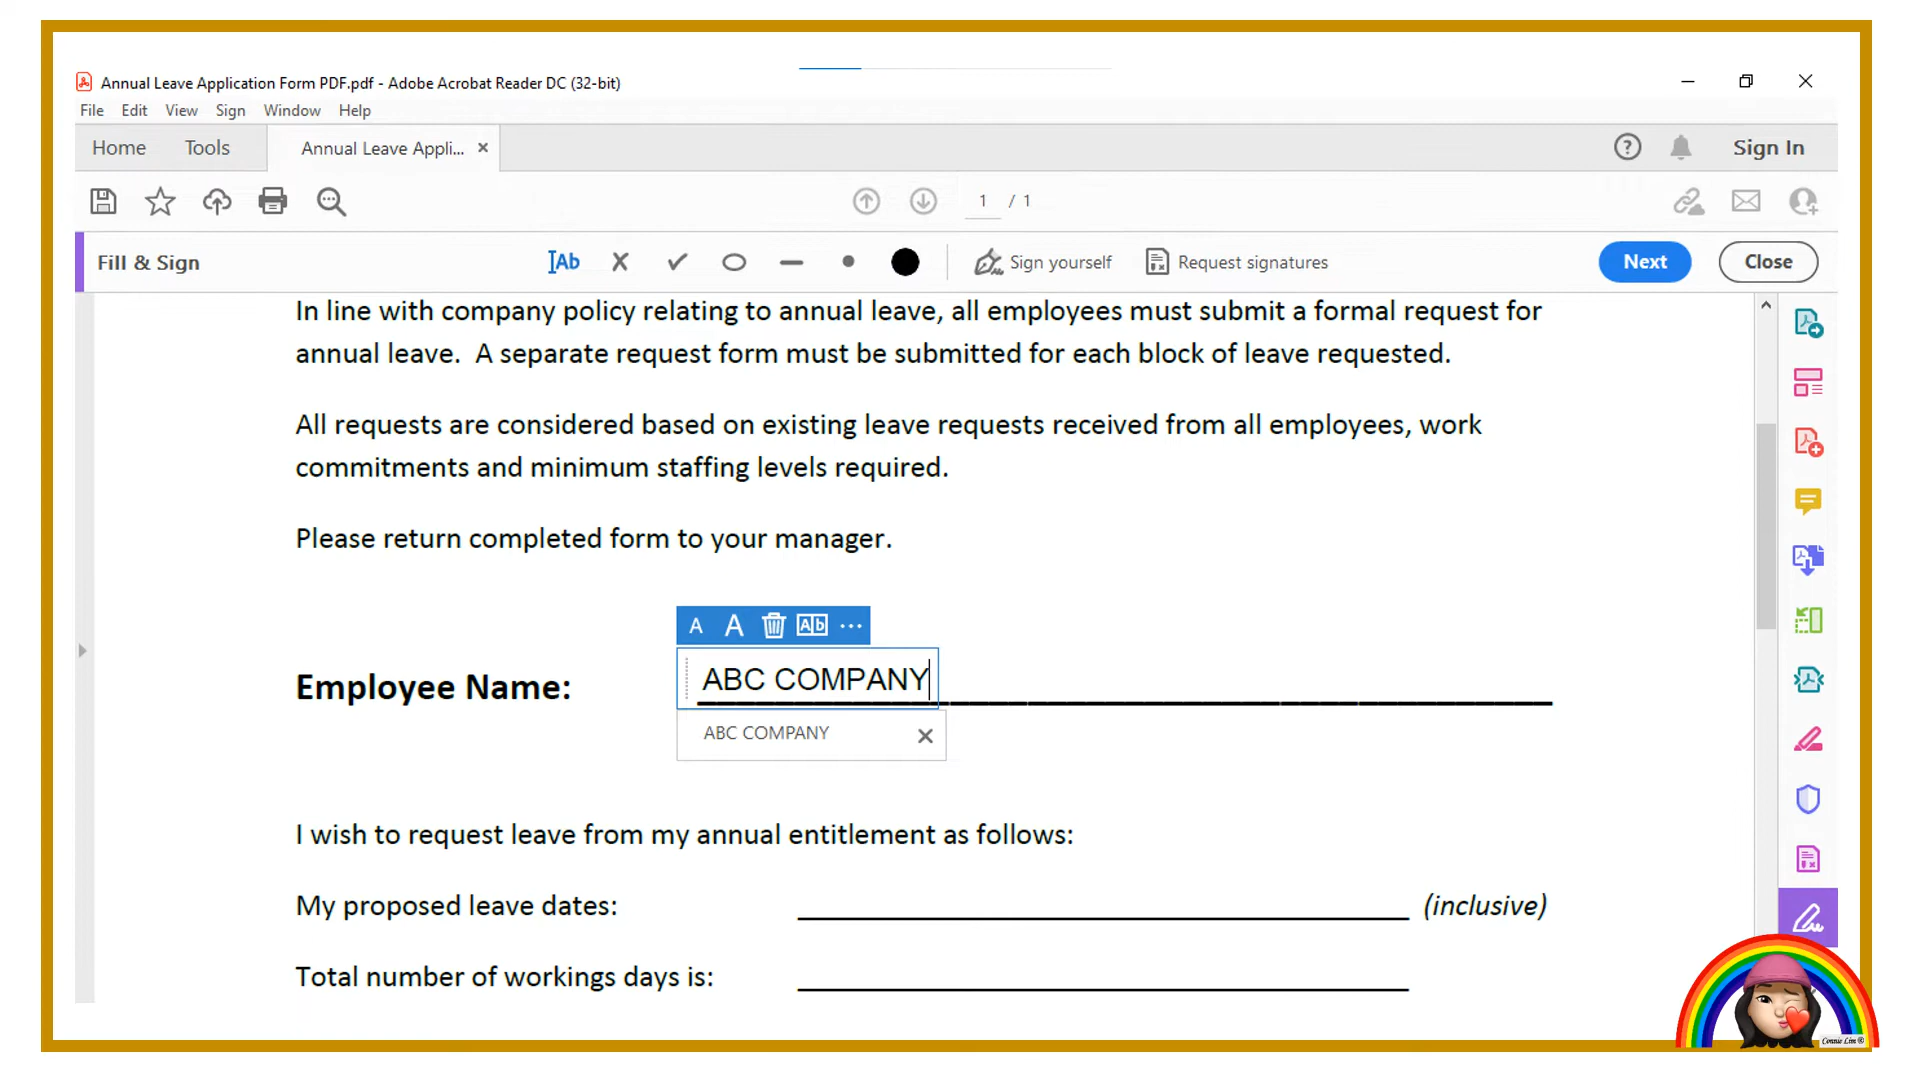 Annual Leave Application Form PDF.pdf - Adobe Acrobat Reader DC (32-bit)
File Edit View Sign Window Help
Home Tools Annual Leave Appli... Sign In
1 / 1
Fill & Sign Ab Sign yourself Request signatures Next Close
In line with company policy relating to annual leave, all employees must submit a formal request for
annual leave.  A separate request form must be submitted for each block of leave requested.
All requests are considered based on existing leave requests received from all employees, work
commitments and minimum staffing levels required.
Please return completed form to your manager.
A A Ab ...
Employee Name: ABC COMPANY
ABC COMPANY
I wish to request leave from my annual entitlement as follows:
My proposed leave dates: (inclusive)
Total number of workings days is:
Connie Lim ®